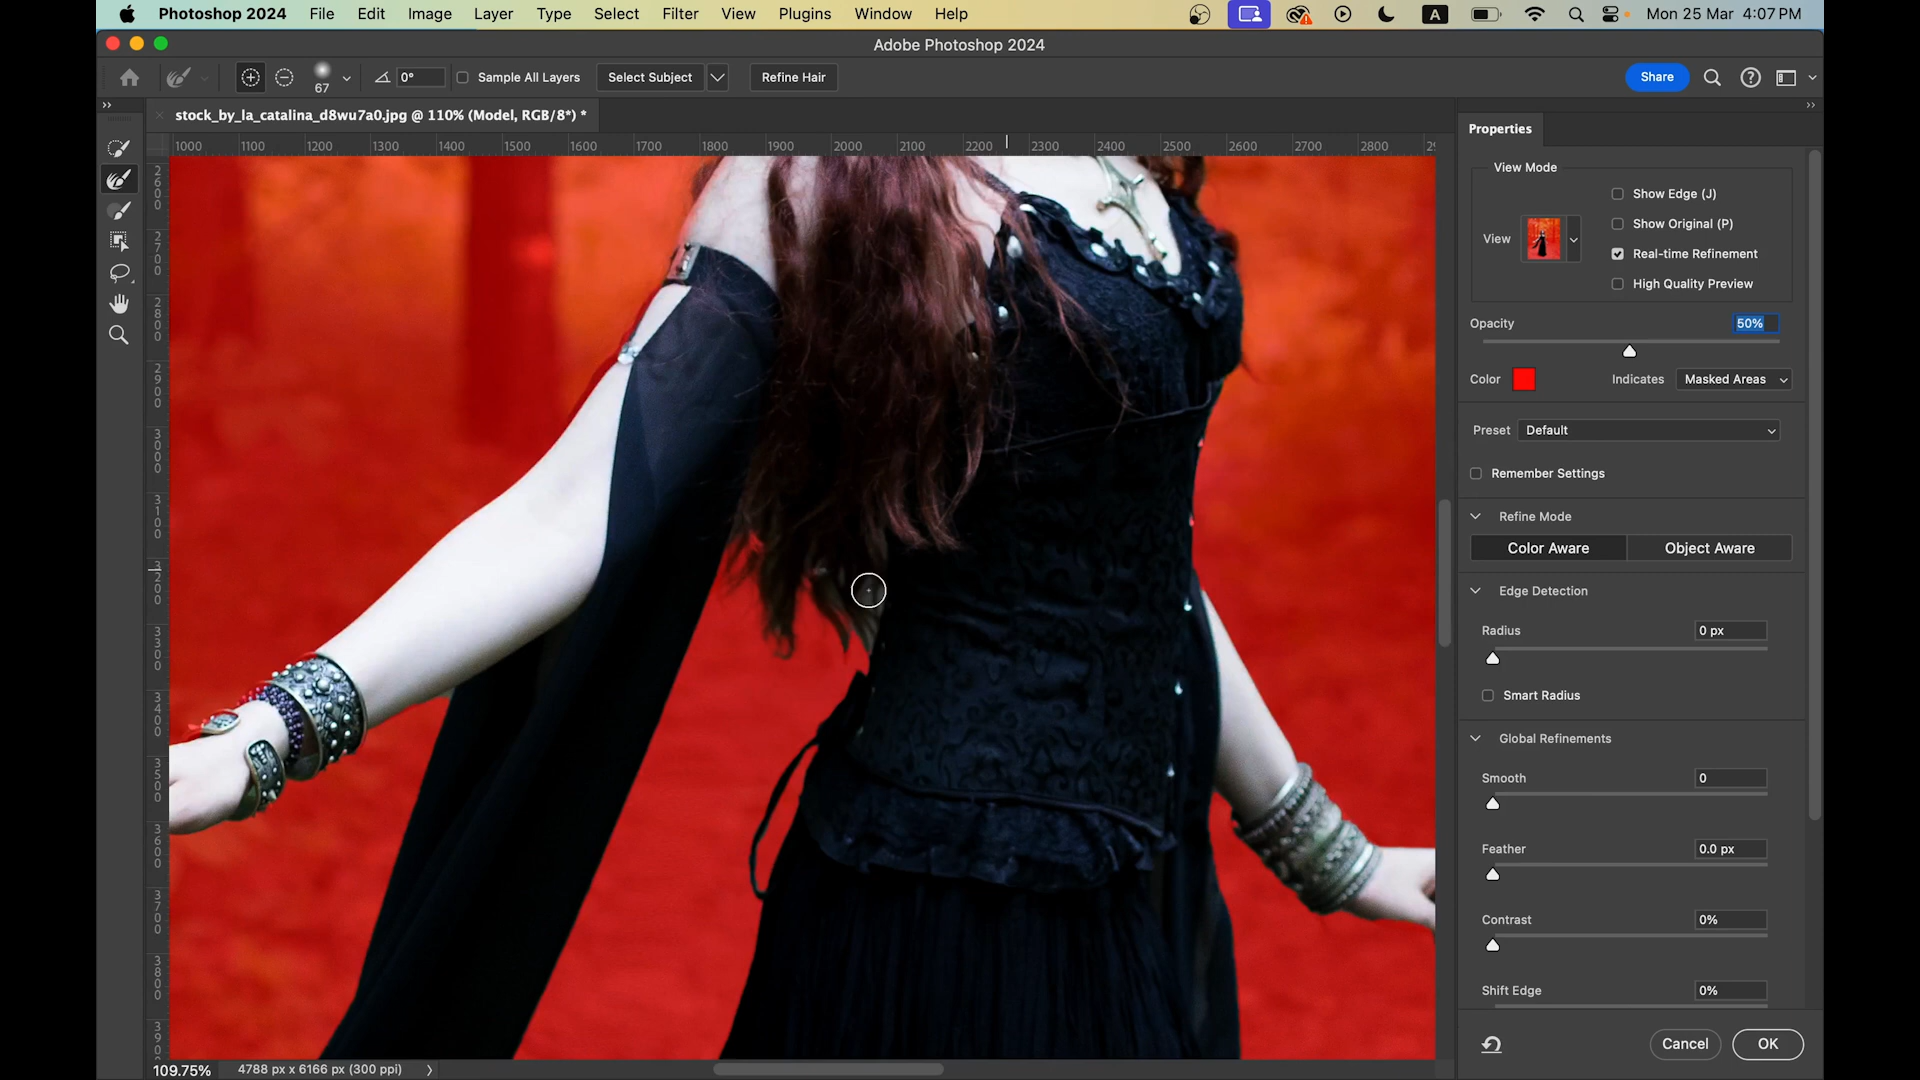 Photoshop 2024 File Edit Image Layer Type Select Filter View Plugins Window Help A Mon 25 Mar 4:07 PM
Adobe Photoshop 2024
67 0° Sample All Layers Select Subject Refine Hair Share
stock_by_la_catalina_d8wu7a0.jpg @ 110% (Model, RGB/8*) *
Properties
1000 1100 1200 1300 1400 1500 1600 1700 1800 1900 2000 2100 2200 2300 2400 2500 2600 2700 2800
2600
2700
2800
2900
3000
3100
3200
3300
3400
3500
3600
3700
3800
View Mode
Show Edge (J)
Show Original (P)
View
Real-time Refinement
High Quality Preview
Opacity 50%
Color Indicates Masked Areas
Preset Default
Remember Settings
Refine Mode
Color Aware Object Aware
Edge Detection
Radius 0 px
Smart Radius
Global Refinements
Smooth 0
Feather 0.0 px
Contrast 0%
Shift Edge 0%
Cancel OK
109.75% 4788 px x 6166 px (300 ppi)